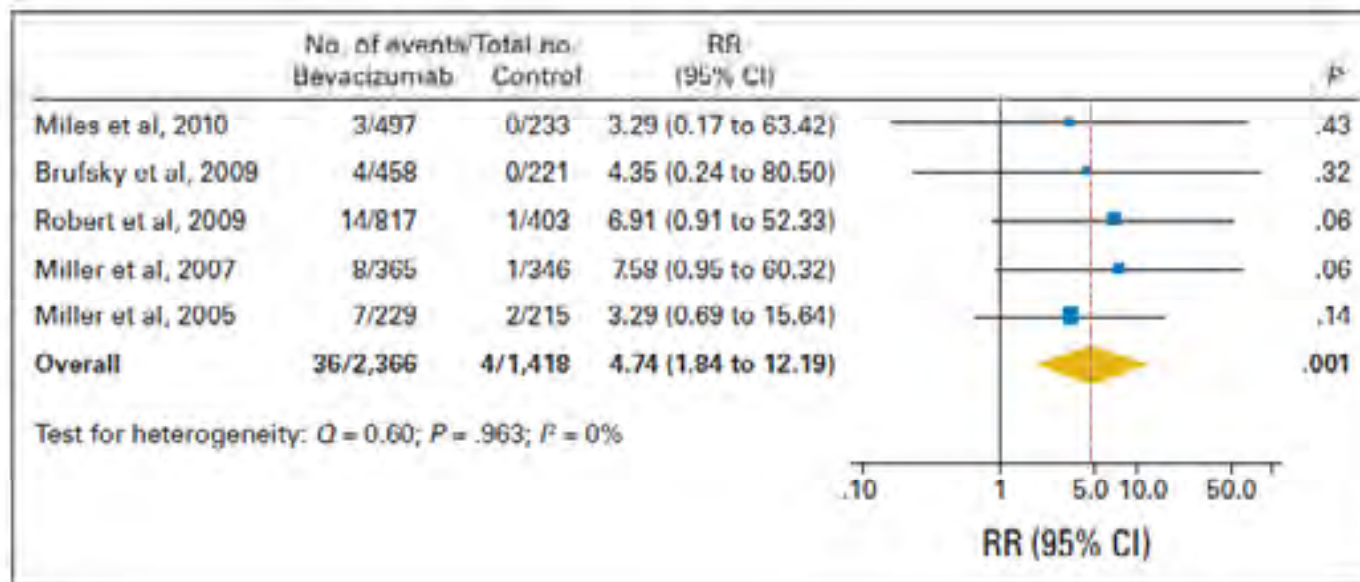 No. of events/Total no. RR
Bevacizumab Control (95% CI) P
Miles et al, 2010 3/497 0/233 3.29 (0.17 to 63.42) .43
Brufsky et al, 2009 4/458 0/221 4.35 (0.24 to 80.50) .32
Robert et al, 2009 14/817 1/403 6.91 (0.91 to 52.33) .06
Miller et al, 2007 8/365 1/346 7.58 (0.95 to 60.32) .06
Miller et al, 2005 7/229 2/215 3.29 (0.69 to 15.64) .14
Overall 36/2,366 4/1,418 4.74 (1.84 to 12.19) .001
Test for heterogeneity: Q = 0.60; P = .963; I² = 0%
.10 1 5.0 10.0 50.0
RR (95% CI)